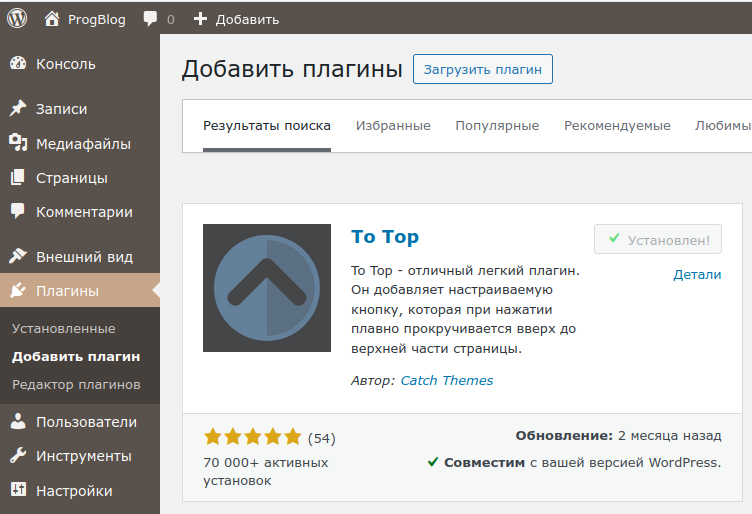 ProgBlog 0 Добавить
Консоль
Записи
Медиафайлы
Страницы
Комментарии
Внешний вид
Плагины
Установленные
Добавить плагин
Редактор плагинов
Пользователи
Инструменты
Настройки
Добавить плагины Загрузить плагин
Результаты поиска Избранные Популярные Рекомендуемые Любимы
To Top
Установлен!
Детали
To Top - отличный легкий плагин.
Он добавляет настраиваемую
кнопку, которая при нажатии
плавно прокручивается вверх до
верхней части страницы.
Автор: Catch Themes
(54)
70 000+ активных
установок
Обновление: 2 месяца назад
Совместим с вашей версией WordPress.